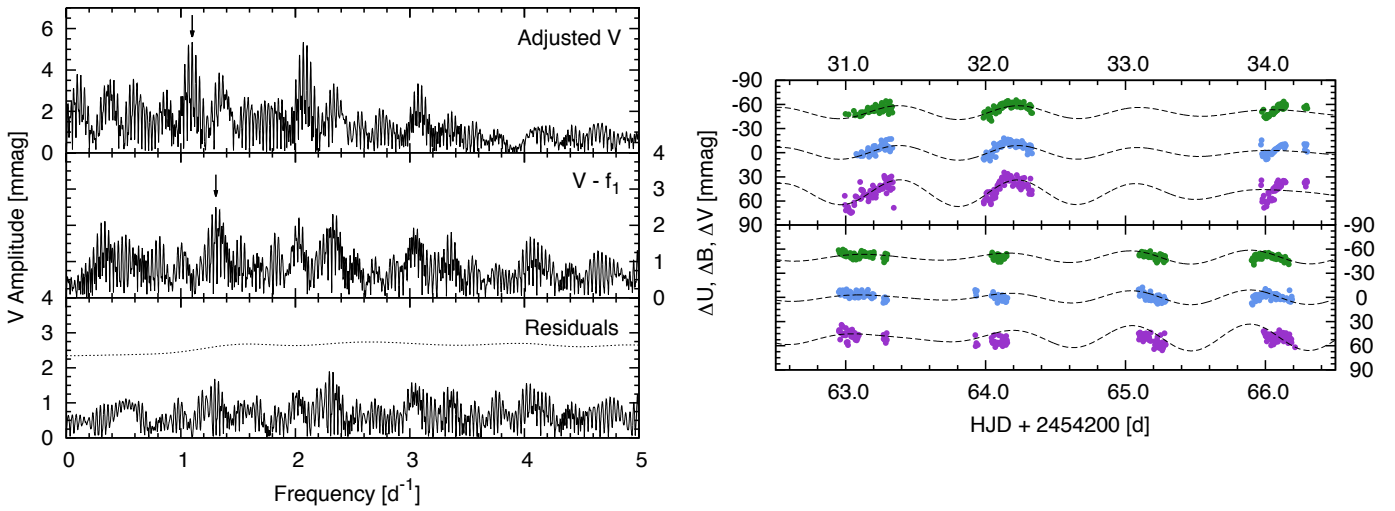 Adjusted V
6
4
2
0
V - f1
4
3
2
1
0
Residuals
4
3
2
1
0
0 1 2 3 4 5
Frequency [d-1]
V Amplitude [mmag]
31.0 32.0 33.0 34.0
-90
-60
-30
0
30
60
90
-90
-60
-30
0
30
60
90
63.0 64.0 65.0 66.0
HJD + 2454200 [d]
ΔU, ΔB, ΔV [mmag]